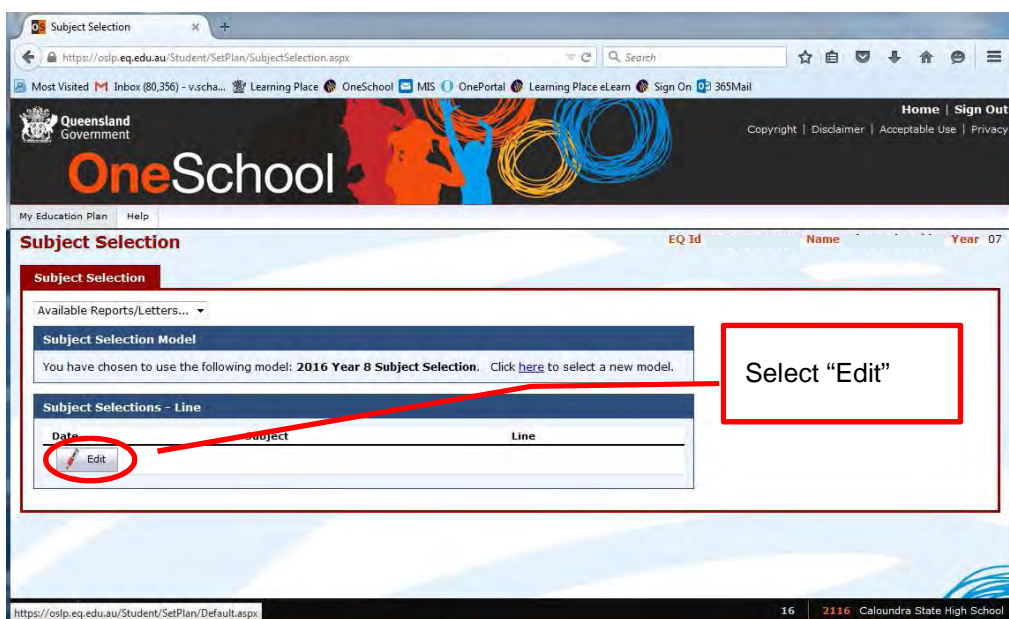 Subject Selection
https://oslp.eq.edu.au/Student/SetPlan/SubjectSelection.aspx
Search
Most Visited Inbox (80,356) - v.scha... Learning Place OneSchool MIS OnePortal Learning Place eLearn Sign On 365Mail
Queensland
Government
Home | Sign Out
Copyright | Disclaimer | Acceptable Use | Privacy
OneSchool
My Education Plan Help
Subject Selection EQ Id Name Year 07
Subject Selection
Available Reports/Letters...
Subject Selection Model
You have chosen to use the following model: 2016 Year 8 Subject Selection. Click here to select a new model.
Select “Edit”
Subject Selections - Line
Date Subject Line
Edit
https://oslp.eq.edu.au/Student/SetPlan/Default.aspx
16 2116 Caloundra State High School